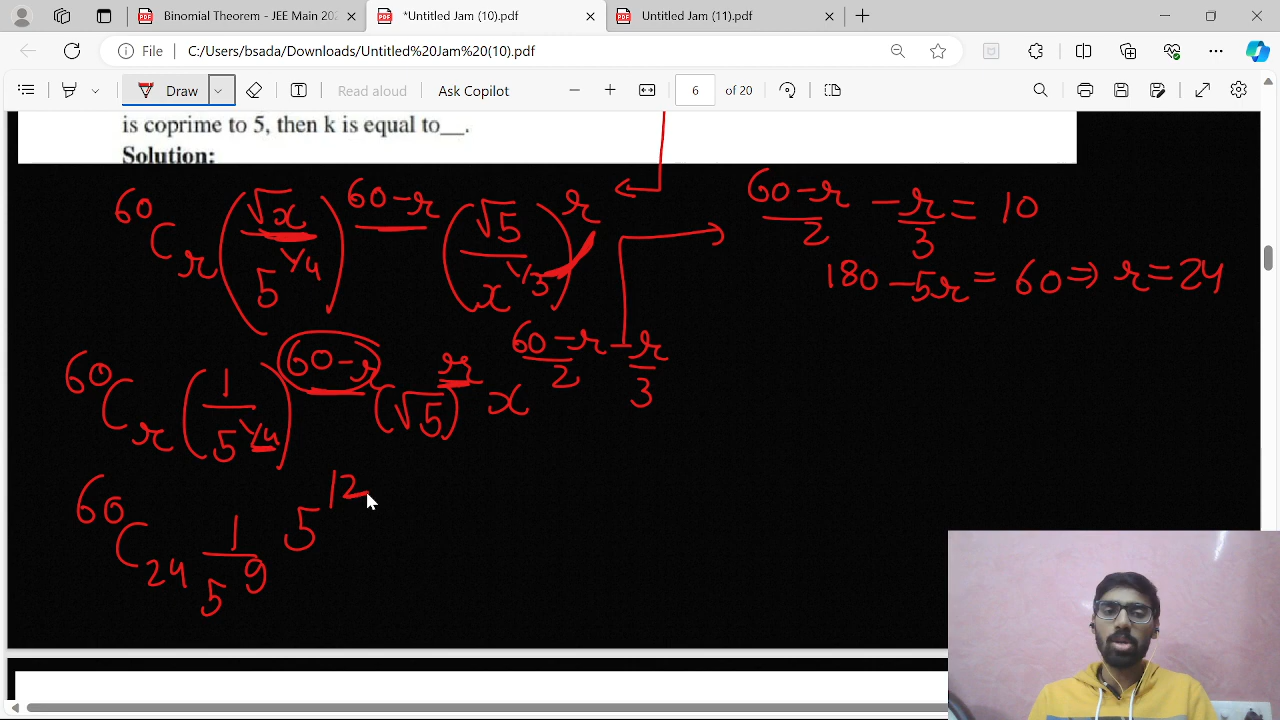 Binomial Theorem - JEE Main 202
*Untitled Jam (10).pdf
Untitled Jam (11).pdf
File C:/Users/bsada/Downloads/Untitled%20Jam%20(10).pdf
Draw Read aloud Ask Copilot 6 of 20
is coprime to 5, then k is equal to__.
Solution:
⁶⁰Cᵣ (√x / 5^1/4)^60-r (√5 / x^1/3)^r
60-r/2 - r/3 = 10
180 - 5r = 60 ⇒ r = 24
⁶⁰Cᵣ (1 / 5^1/4)^60-r (√5)^r x^60-r/2 - r/3
⁶⁰C₂₄ 1/5^9 5^12